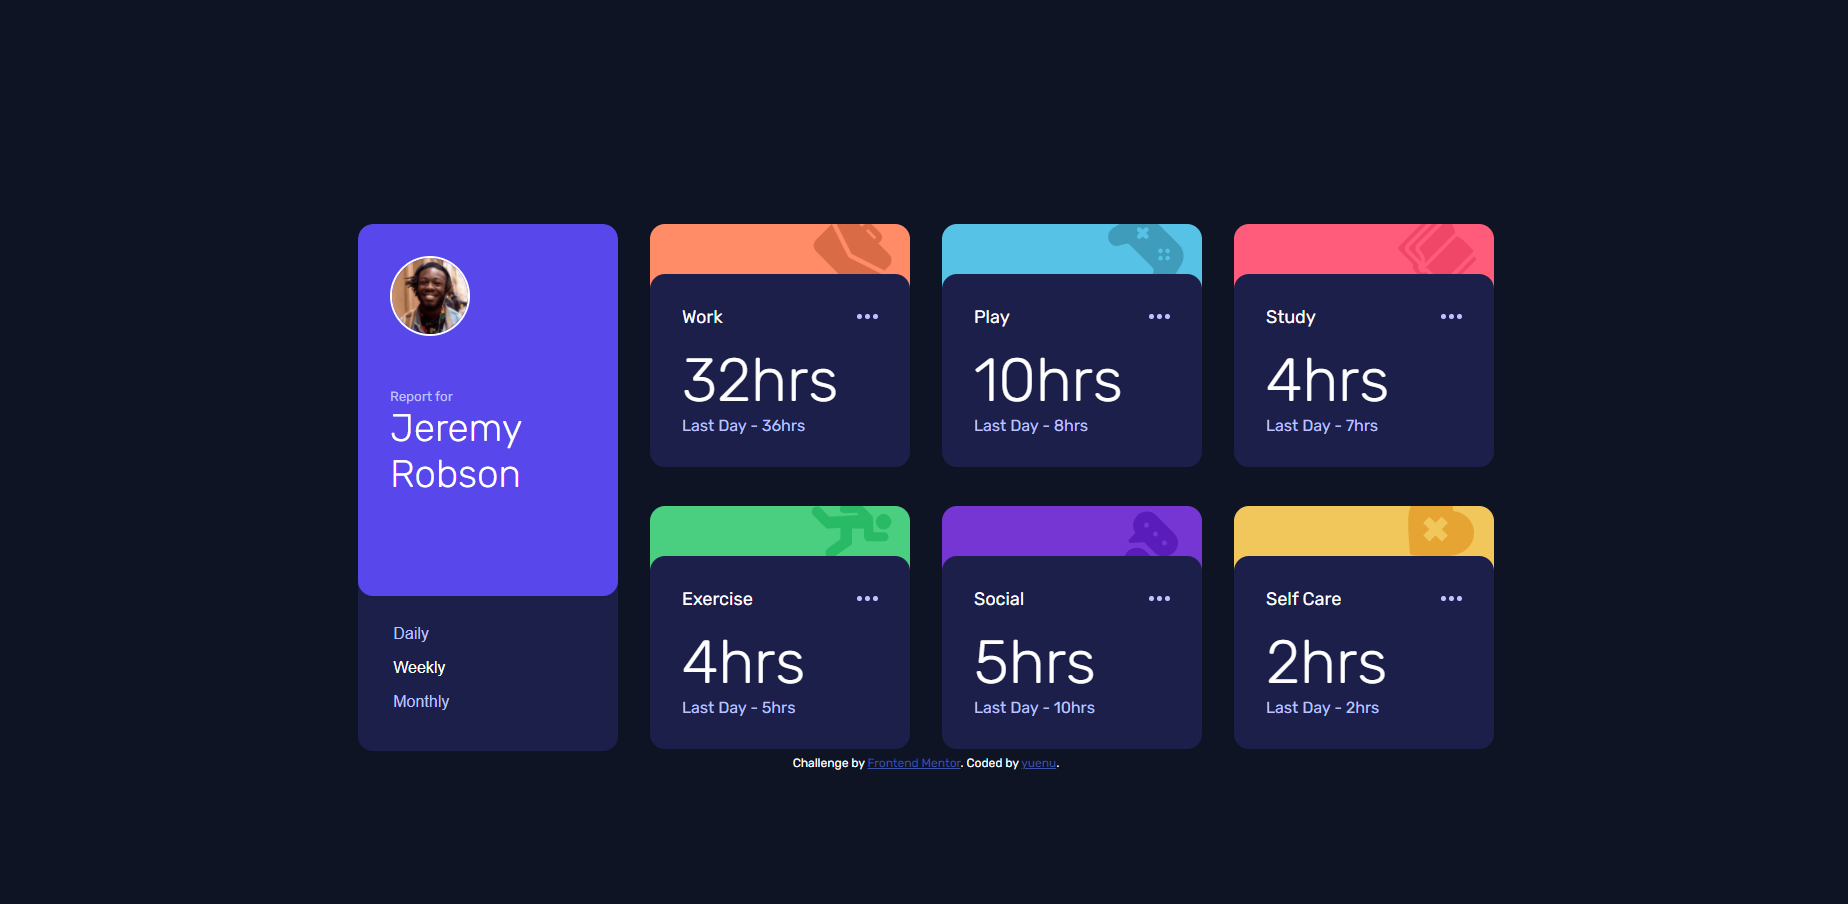 Report for
Jeremy
Robson
Daily
Weekly
Monthly
Work
32hrs
Last Day - 36hrs
Play
10hrs
Last Day - 8hrs
Study
4hrs
Last Day - 7hrs
Exercise
4hrs
Last Day - 5hrs
Social
5hrs
Last Day - 10hrs
Self Care
2hrs
Last Day - 2hrs
Challenge by Frontend Mentor. Coded by yuenu.